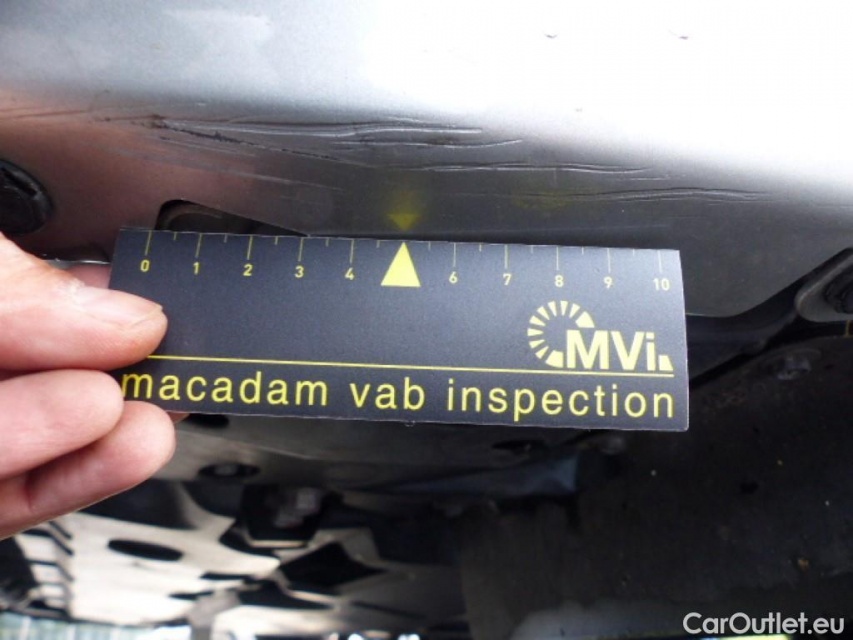 0 1 2 3 4 6 7 8 9 10
MVi
macadam vab inspection
CarOutlet.eu